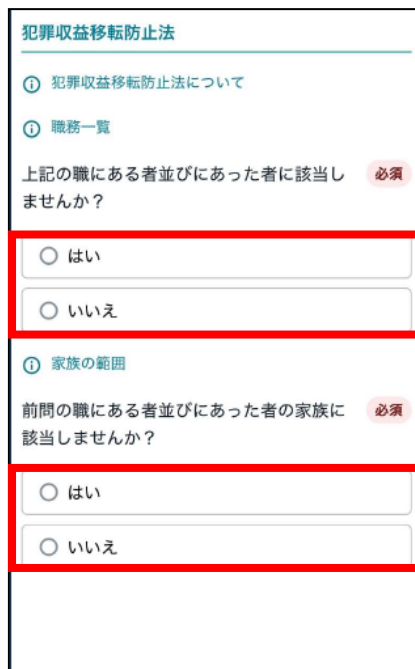 犯罪収益移転防止法
犯罪収益移転防止法について
職務一覧
上記の職にある者並びにあった者に該当し 必須
ませんか？
はい
いいえ
家族の範囲
前問の職にある者並びにあった者の家族に 必須
該当しませんか？
はい
いいえ